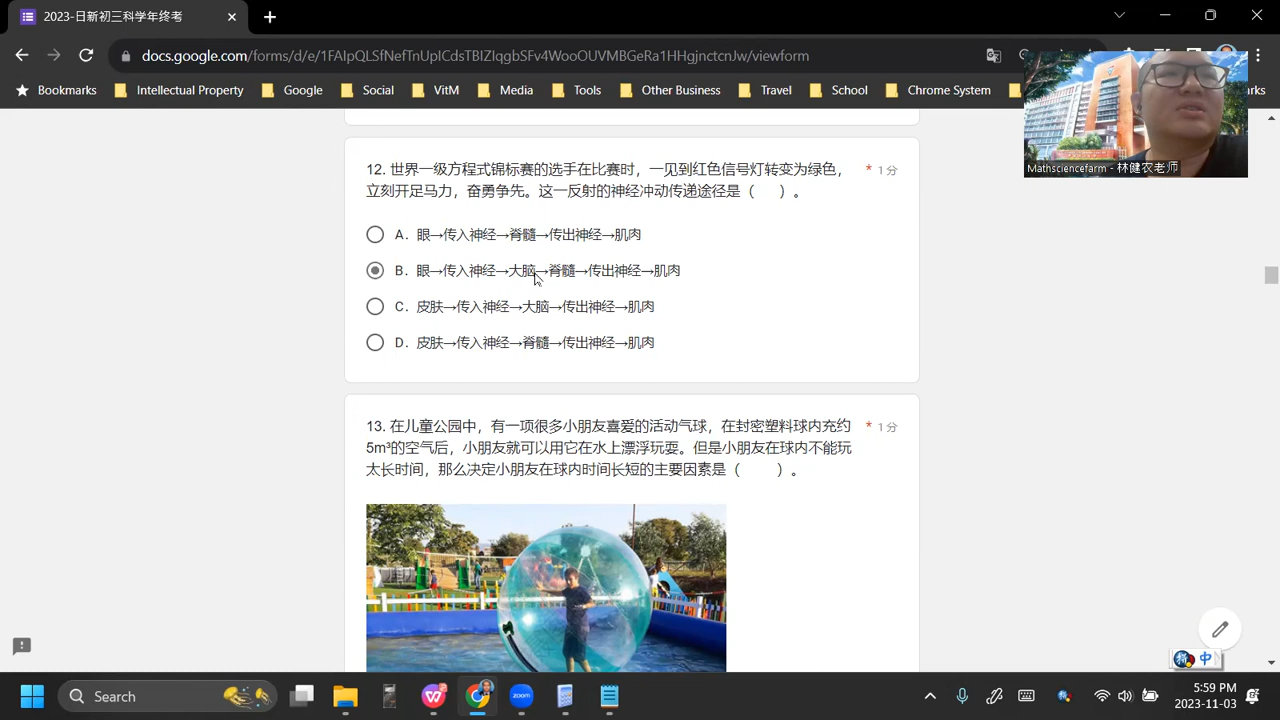 2023-日新初三科学年终考
docs.google.com/forms/d/e/1FAIpQLSfNefTnUpICdsTBIZIqgbSEy4WooOUVMBGeRa1HHgjnctcnJw/viewform
Bookmarks
Intellectual Property
Google
Social
VitM
Media
Tools
Other Business
Travel
School
Chrome System
Mathsciencefarm - 林健农老师
12. 世界一级方程式锦标赛的选手在比赛时，一见到红色信号灯转变为绿色，
* 1 分
立刻开足马力，奋勇争先。这一反射的神经冲动传递途径是（ ）。
A．眼→传入神经→脊髓→传出神经→肌肉
B．眼→传入神经→大脑→脊髓→传出神经→肌肉
C．皮肤→传入神经→大脑→传出神经→肌肉
D．皮肤→传入神经→脊髓→传出神经→肌肉
13. 在儿童公园中，有一项很多小朋友喜爱的活动气球，在封密塑料球内充约
* 1 分
5m³的空气后，小朋友就可以用它在水上漂浮玩耍。但是小朋友在球内不能玩
太长时间，那么决定小朋友在球内时间长短的主要因素是（ ）。
中
Search
zoom
5:59 PM
2023-11-03